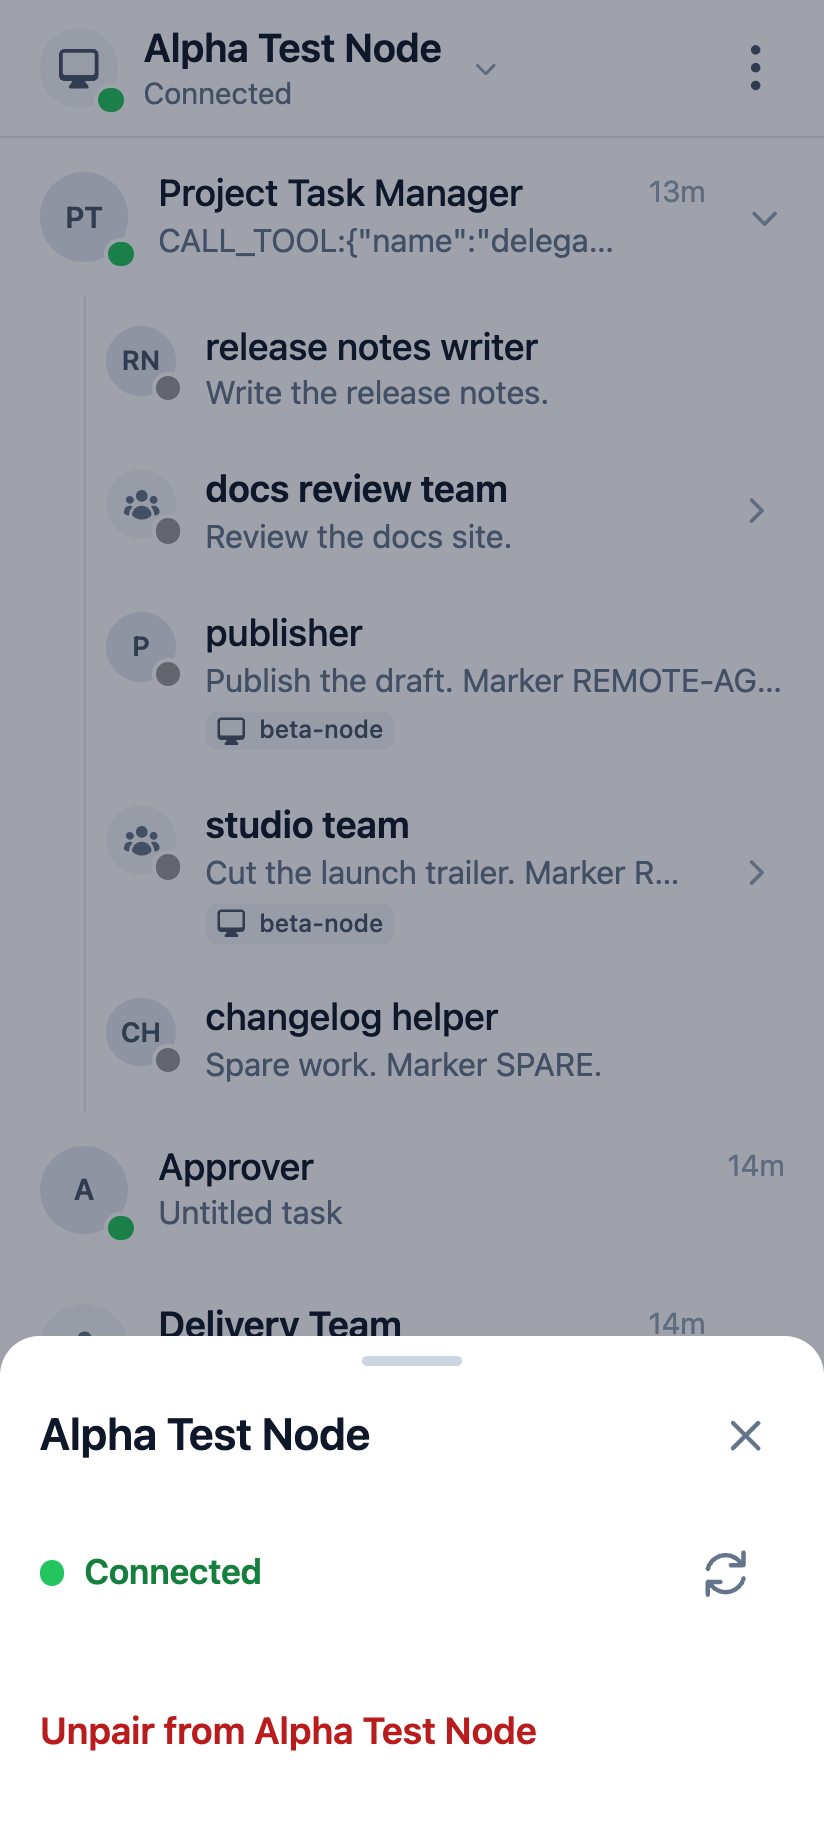 Alpha Test Node
Connected
PT
Project Task Manager
13m
CALL_TOOL:{"name":"delega...
RN
release notes writer
Write the release notes.
docs review team
Review the docs site.
P
publisher
Publish the draft. Marker REMOTE-AG...
beta-node
studio team
Cut the launch trailer. Marker R...
beta-node
CH
changelog helper
Spare work. Marker SPARE.
A
Approver
14m
Untitled task
Delivery Team
14m
Alpha Test Node
Connected
Unpair from Alpha Test Node